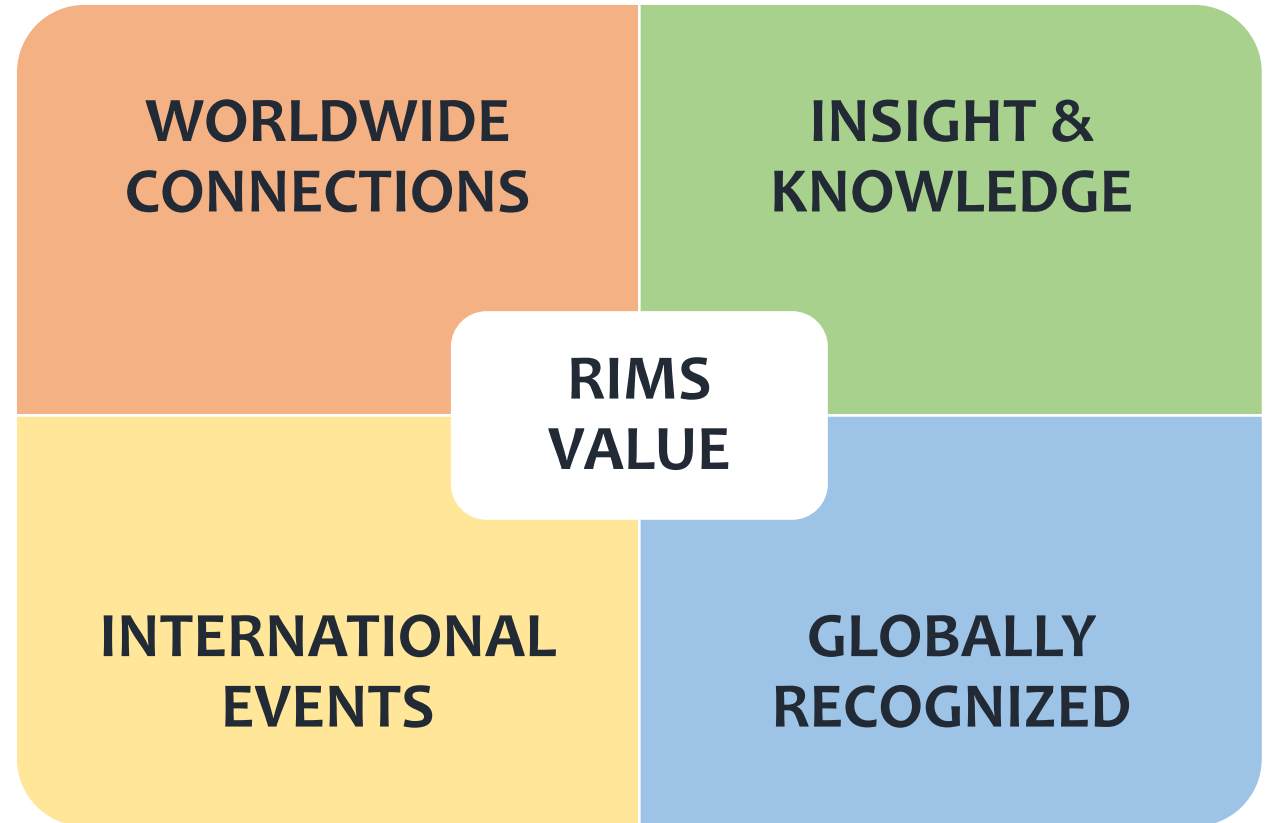 WORLDWIDE
CONNECTIONS
INSIGHT &
KNOWLEDGE
RIMS
VALUE
INTERNATIONAL
EVENTS
GLOBALLY
RECOGNIZED